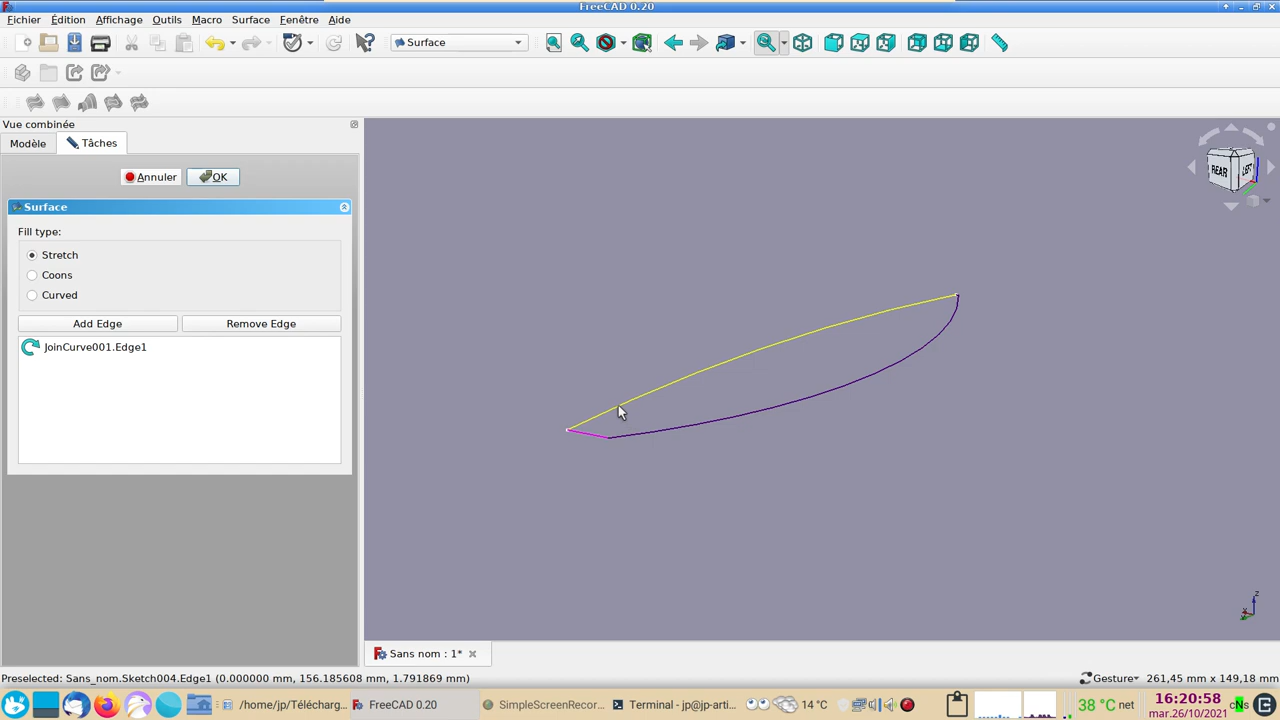 FreeCAD 0.20
Fichier Édition Affichage Outils Macro Surface Fenêtre Aide
Surface
Vue combinée
Modèle Tâches
Annuler OK
Surface
Fill type:
Stretch
Coons
Curved
Add Edge Remove Edge
JoinCurve001.Edge1
REAR LEFT
Z
Sans nom : 1*
Preselected: Sans_nom.Sketch004.Edge1 (0.000000 mm, 156.185608 mm, 1.791869 mm)
Gesture 261,45 mm x 149,18 mm
/home/jp/Télécharg... FreeCAD 0.20 SimpleScreenRecor... Terminal - jp@jp-arti... 14 °C 38 °C net 16:20:58
mar.26/10/2021